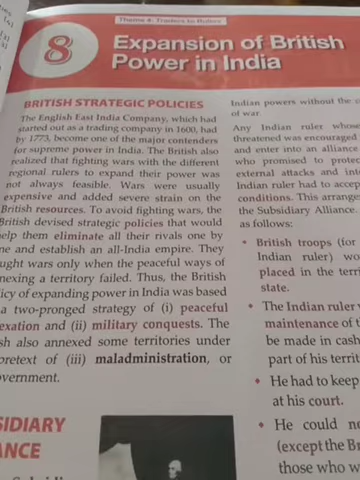 Theme 4: Traders to Rulers
8
Expansion of British
Power in India
BRITISH STRATEGIC POLICIES
The English East India Company, which had
started out as a trading company in 1600, had
by 1773, become one of the major contenders
for supreme power in India. The British also
realized that fighting wars with the different
regional rulers to expand their power was
not always feasible. Wars were usually
expensive and added severe strain on the
British resources. To avoid fighting wars, the
British devised strategic policies that would
help them eliminate all their rivals one by
ne and establish an all-India empire. They
ught wars only when the peaceful ways of
nexing a territory failed. Thus, the British
licy of expanding power in India was based
a two-pronged strategy of (i) peaceful
exation and (ii) military conquests. The
sh also annexed some territories under
pretext of (iii) maladministration, or
overnment.
SIDIARY
ANCE
Indian powers without the
of war.
Any Indian ruler whose
threatened was encouraged
and enter into an alliance
who promised to protect
external attacks and inte
Indian ruler had to accept
conditions. This arrange
the Subsidiary Alliance.
as follows:
• British troops (for
Indian ruler) wo
placed in the terri
state.
• The Indian ruler
maintenance of t
be made in cash
part of his territ
• He had to keep
at his court.
• He could no
(except the Br
those who w